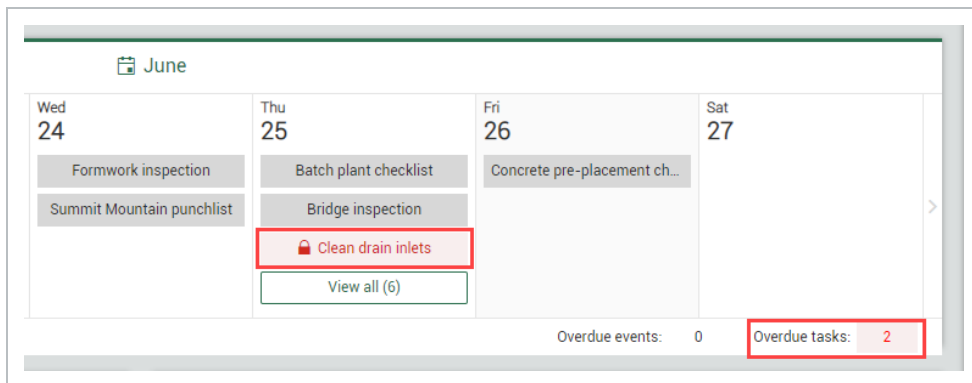 June
Wed
24
Formwork inspection
Summit Mountain punchlist
Thu
25
Batch plant checklist
Bridge inspection
Clean drain inlets
View all (6)
Fri
26
Concrete pre-placement ch...
Sat
27
Overdue events: 0
Overdue tasks: 2